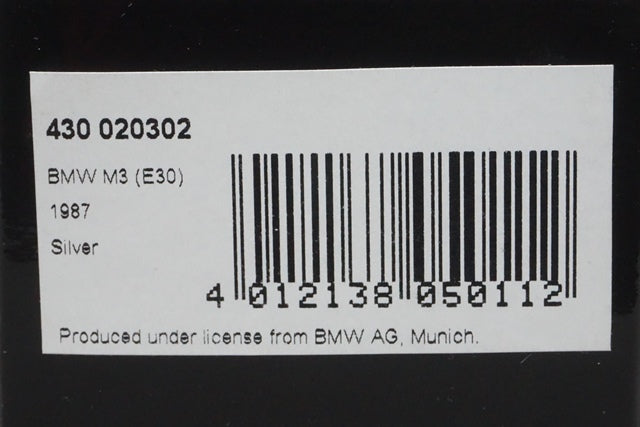 430 020302
BMW M3 (E30)
1987
Silver
4 012138 050112
Produced under license from BMW AG, Munich.